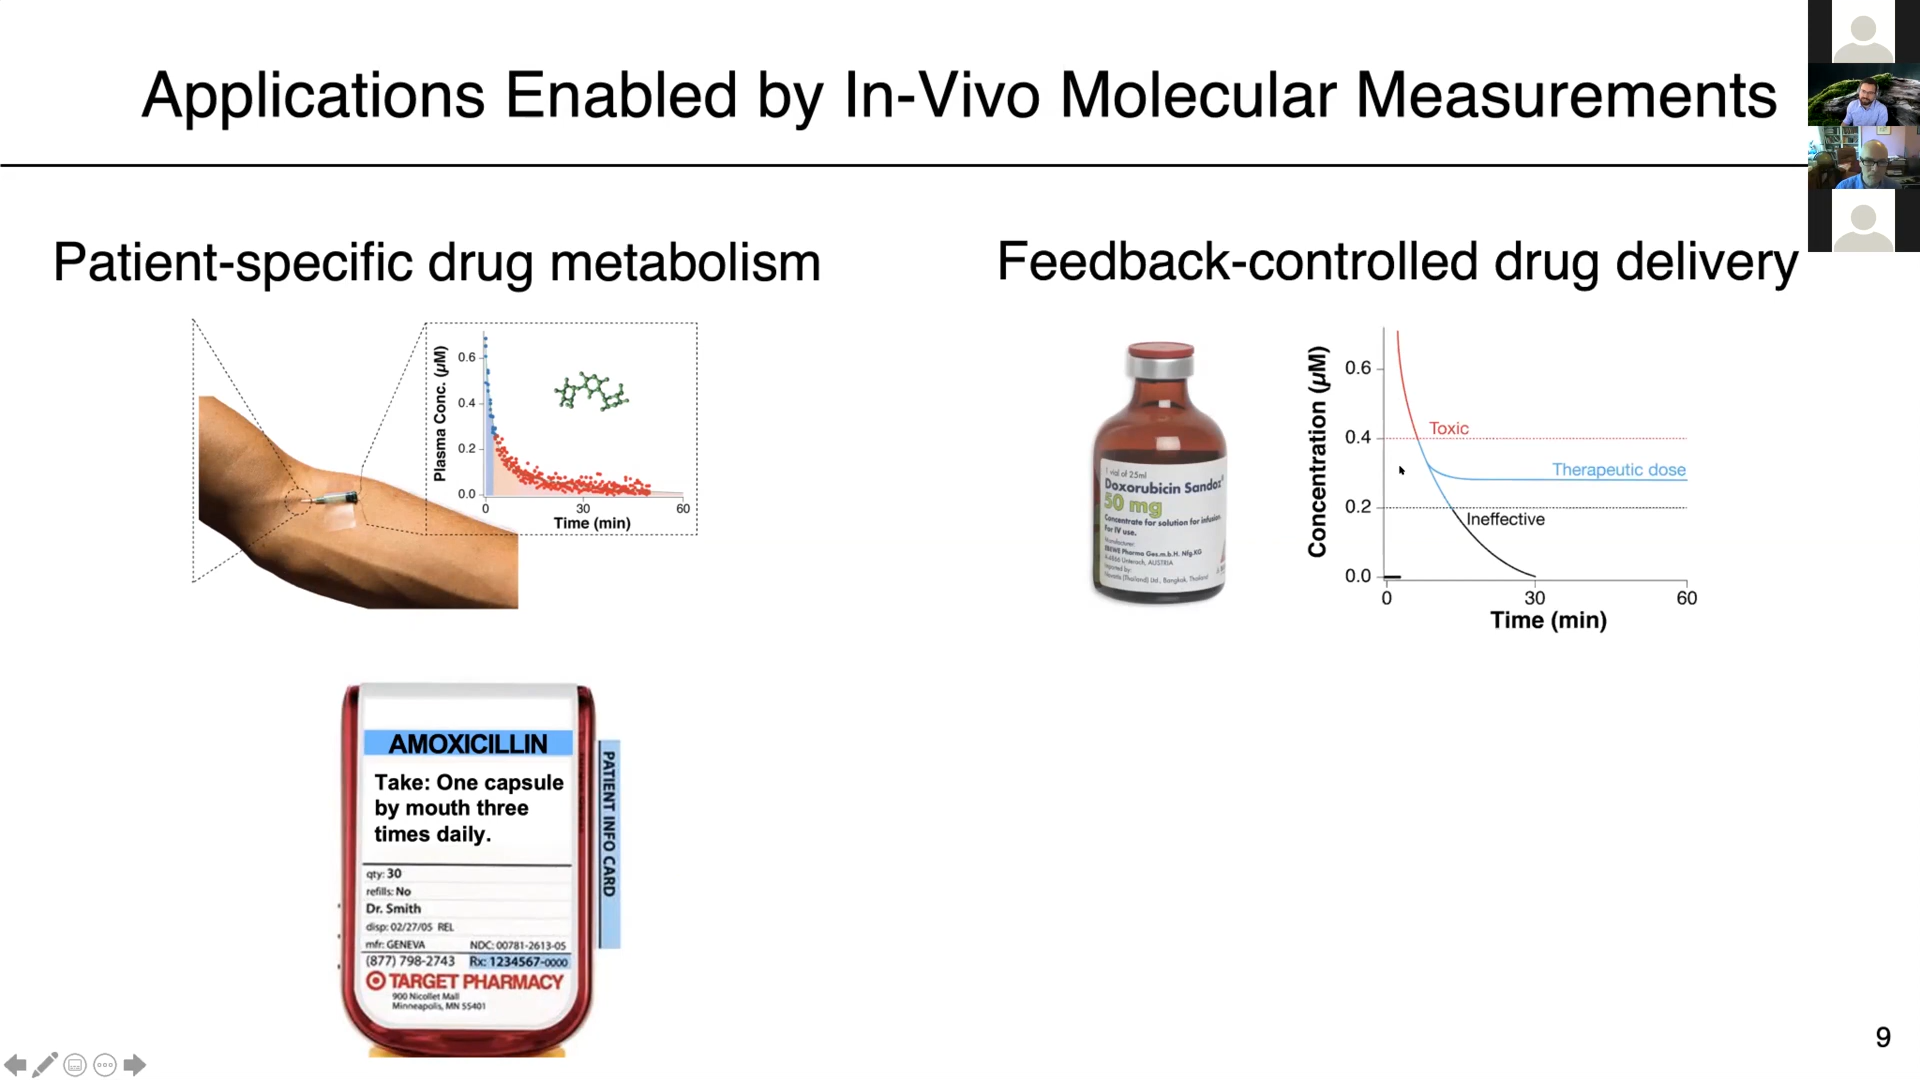 Applications Enabled by In-Vivo Molecular Measurements
Patient-specific drug metabolism
Plasma Conc. (µM)
0.6
0.4
0.2
0.0
0
30
60
Time (min)
AMOXICILLIN
Take: One capsule
by mouth three
times daily.
qty: 30
refills: No
Dr. Smith
disp: 02/27/05 REL
mfr: GENEVA NDC: 00781-2613-05
(877) 798-2743 Rx: 1234567-0000
TARGET PHARMACY
900 Nicollet Mall
Minneapolis, MN 55401
PATIENT INFO CARD
Feedback-controlled drug delivery
1 vial of 25ml
Doxorubicin Sandoz
50 mg
Concentrate for solution for infusion.
For IV use.
Manufacturer:
EBEWE Pharma Ges.m.b.H. Nfg.KG
A-4866 Unterach, AUSTRIA
Imported by:
Novartis (Thailand) Ltd., Bangkok, Thailand
Concentration (µM)
0.6
0.4
0.2
0.0
Toxic
Therapeutic dose
Ineffective
0
30
60
Time (min)
9